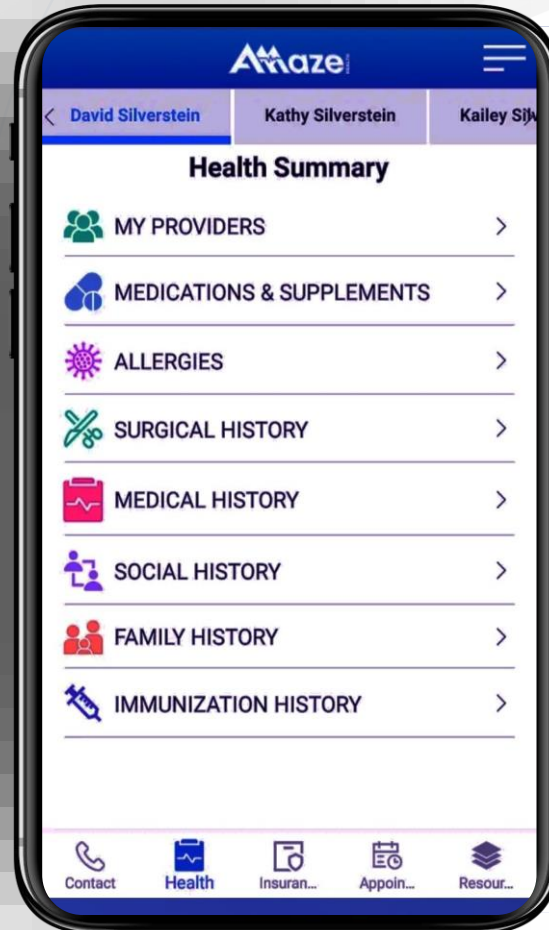 AMaze
David Silverstein Kathy Silverstein Kailey
Health Summary
MY PROVIDERS
MEDICATIONS & SUPPLEMENTS
ALLERGIES
SURGICAL HISTORY
MEDICAL HISTORY
SOCIAL HISTORY
FAMILY HISTORY
IMMUNIZATION HISTORY
Contact Health Insuran... Appoin... Resour...